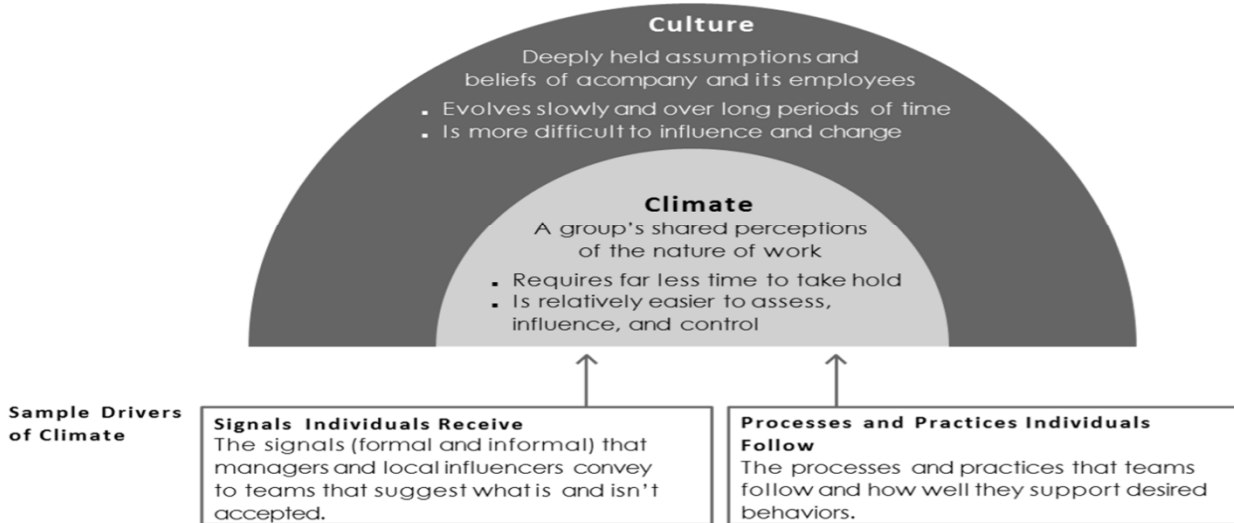 Culture
Deeply held assumptions and
beliefs of acompany and its employees
▪ Evolves slowly and over long periods of time
▪ Is more difficult to influence and change
Climate
A group's shared perceptions
of the nature of work
▪ Requires far less time to take hold
▪ Is relatively easier to assess,
influence, and control
Sample Drivers
of Climate
Signals Individuals Receive
The signals (formal and informal) that
managers and local influencers convey
to teams that suggest what is and isn't
accepted.
Processes and Practices Individuals
Follow
The processes and practices that teams
follow and how well they support desired
behaviors.